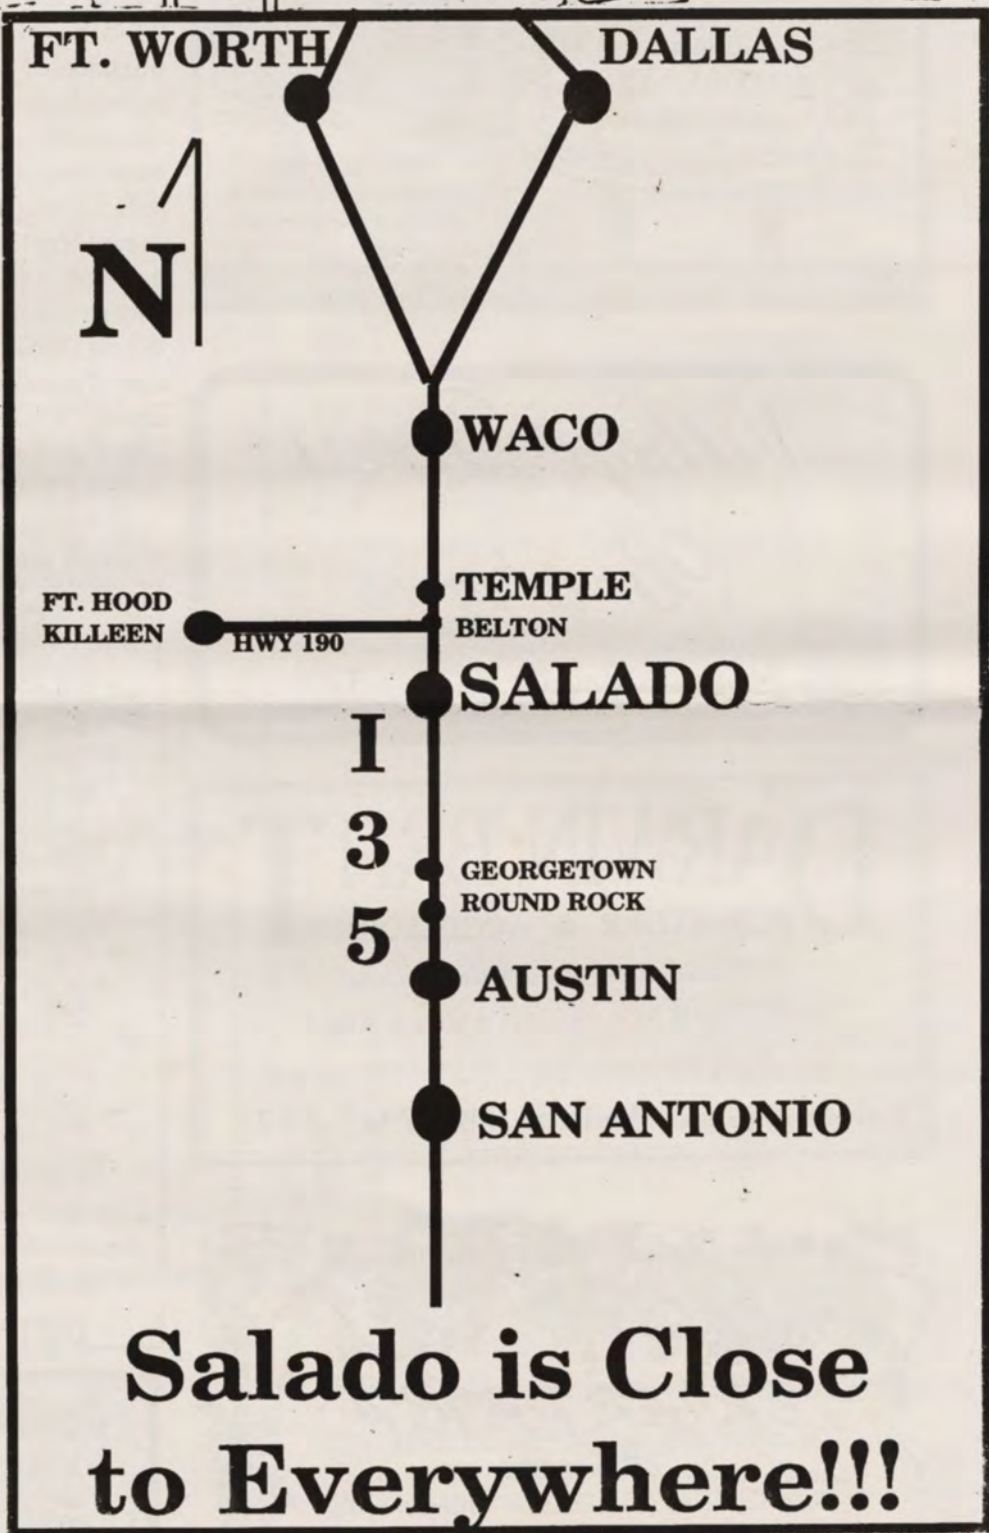 FT. WORTH
DALLAS
N
WACO
TEMPLE
FT. HOOD
KILLEEN
HWY 190
BELTON
SALADO
I
3
5
GEORGETOWN
ROUND ROCK
AUSTIN
SAN ANTONIO
Salado is Close
to Everywhere!!!